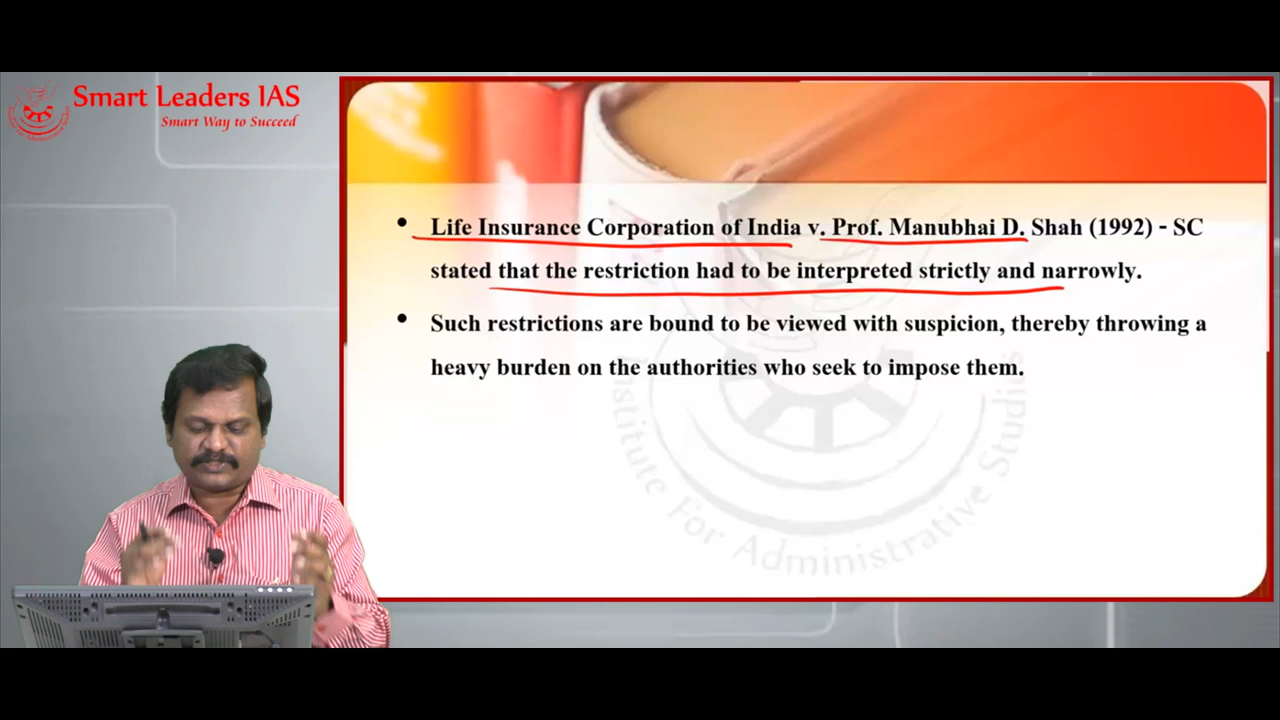 Smart Leaders IAS
Smart Way to Succeed
• Life Insurance Corporation of India v. Prof. Manubhai D. Shah (1992) - SC
stated that the restriction had to be interpreted strictly and narrowly.
• Such restrictions are bound to be viewed with suspicion, thereby throwing a
heavy burden on the authorities who seek to impose them.
Institute For Administrative Studies